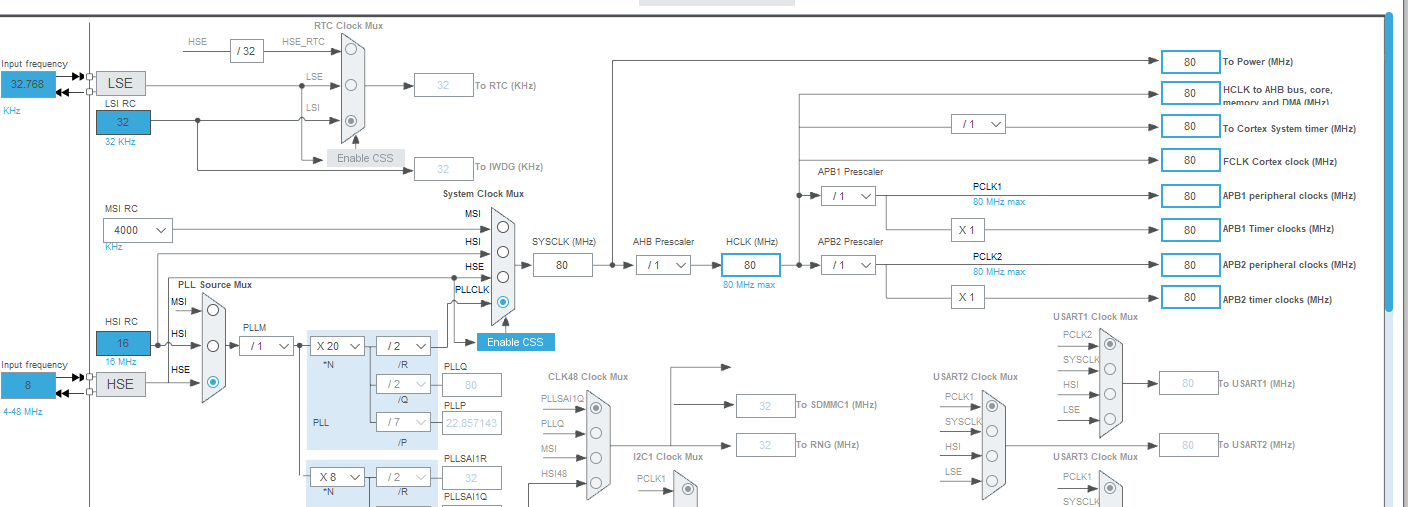 RTC Clock Mux
HSE
/ 32
HSE_RTC
Input frequency
32.768
KHz
LSE
LSE
32
To RTC (KHz)
LSI RC
32
32 KHz
LSI
Enable CSS
32
To IWDG (KHz)
System Clock Mux
MSI RC
4000
KHz
MSI
HSI
HSE
PLLCLK
SYSCLK (MHz)
80
AHB Prescaler
/ 1
HCLK (MHz)
80
80 MHz max
Enable CSS
80
To Power (MHz)
80
HCLK to AHB bus, core,
memory and DMA (MHz)
/ 1
80
To Cortex System timer (MHz)
80
FCLK Cortex clock (MHz)
APB1 Prescaler
/ 1
PCLK1
80 MHz max
80
APB1 peripheral clocks (MHz)
X 1
80
APB1 Timer clocks (MHz)
APB2 Prescaler
/ 1
PCLK2
80 MHz max
80
APB2 peripheral clocks (MHz)
X 1
80
APB2 timer clocks (MHz)
PLL Source Mux
MSI
HSI
HSE
HSI RC
16
16 MHz
Input frequency
8
4-48 MHz
HSE
PLLM
/ 1
X 20
*N
/ 2
/R
PLLQ
/ 2
80
/Q
PLLP
PLL
/ 7
22.857143
/P
PLLSAI1R
X 8
*N
/ 2
/R
32
PLLSAI1Q
CLK48 Clock Mux
PLLSAI1Q
PLLQ
MSI
HSI48
32
To SDMMC1 (MHz)
32
To RNG (MHz)
I2C1 Clock Mux
PCLK1
USART1 Clock Mux
PCLK2
SYSCLK
HSI
LSE
80
To USART1 (MHz)
USART2 Clock Mux
PCLK1
SYSCLK
HSI
LSE
80
To USART2 (MHz)
USART3 Clock Mux
PCLK1
SYSCLK